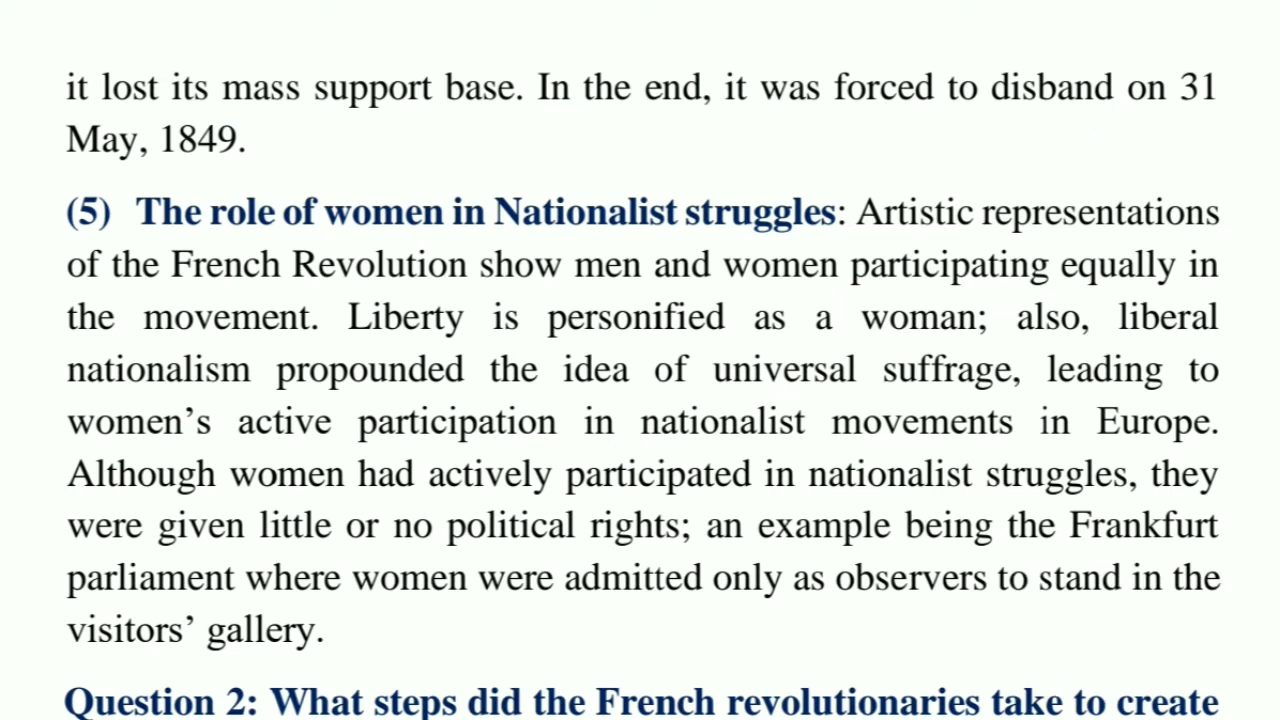 it lost its mass support base. In the end, it was forced to disband on 31
May, 1849.
(5) The role of women in Nationalist struggles: Artistic representations
of the French Revolution show men and women participating equally in
the movement. Liberty is personified as a woman; also, liberal
nationalism propounded the idea of universal suffrage, leading to
women’s active participation in nationalist movements in Europe.
Although women had actively participated in nationalist struggles, they
were given little or no political rights; an example being the Frankfurt
parliament where women were admitted only as observers to stand in the
visitors’ gallery.
Question 2: What steps did the French revolutionaries take to create